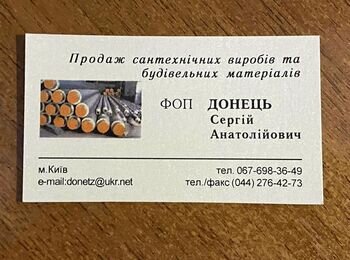 Продаж сантехнічних виробів та
будівельних матеріалів
ФОП ДОНЕЦЬ
Сергій
Анатолійович
м.Київ
e-mail:donetz@ukr.net
тел. 067-698-36-49
тел./факс (044) 276-42-73